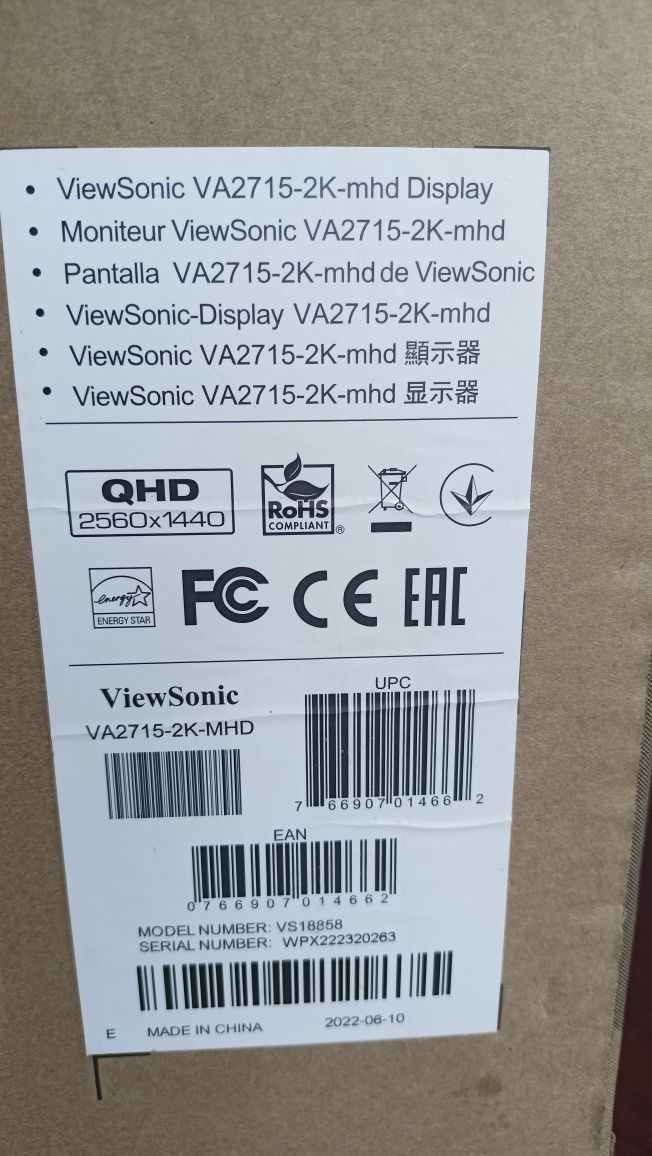 • ViewSonic VA2715-2K-mhd Display
• Moniteur ViewSonic VA2715-2K-mhd
• Pantalla VA2715-2K-mhd de ViewSonic
• ViewSonic-Display VA2715-2K-mhd
• ViewSonic VA2715-2K-mhd 顯示器
• ViewSonic VA2715-2K-mhd 显示器
QHD
2560x1440
RoHS
COMPLIANT
®
energy
ENERGY STAR
FC CE EAC
ViewSonic
VA2715-2K-MHD
UPC
7 66907 01466 2
EAN
0766907014662
MODEL NUMBER: VS18858
SERIAL NUMBER: WPX222320263
E MADE IN CHINA 2022-06-10